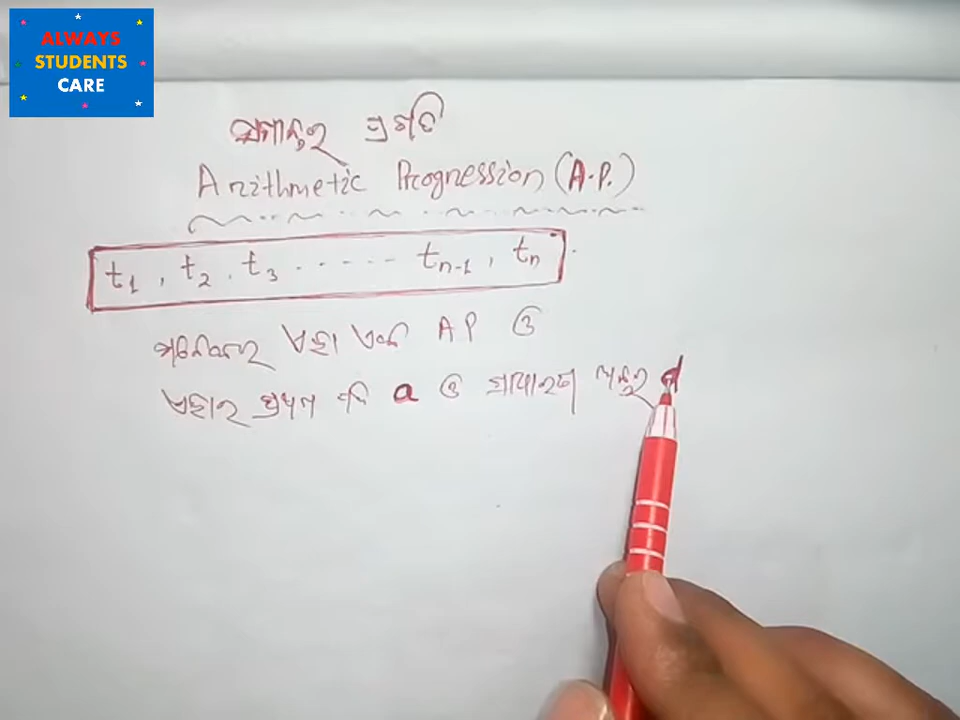 ALWAYS
STUDENTS
CARE
ସମାନ୍ତର ପ୍ରଗତି
Arithmetic Progression (A.P.)
t₁, t₂, t₃ ...... tₙ₋₁, tₙ.
ଏହା ଏକ A P ଓ
ଏହାର ପ୍ରଥମ ପଦ a ଓ ସାଧାରଣ ଅନ୍ତର d